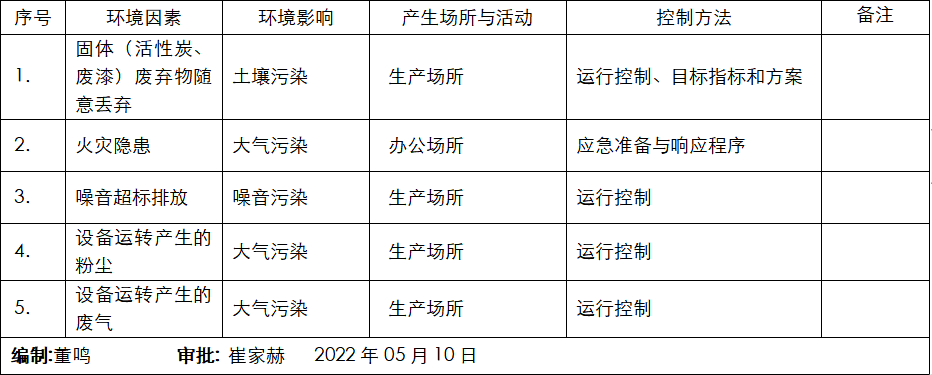 序号 环境因素 环境影响 产生场所与活动 控制方法 备注
固体（活性炭、
1. 废漆）废弃物随 土壤污染 生产场所 运行控制、目标指标和方案
意丢弃
2. 火灾隐患 大气污染 办公场所 应急准备与响应程序
3. 噪音超标排放 噪音污染 生产场所 运行控制
设备运转产生的
4. 大气污染 生产场所 运行控制
粉尘
设备运转产生的
5. 大气污染 生产场所 运行控制
废气
编制:董鸣 审批: 崔家赫 2022 年 05 月 10 日